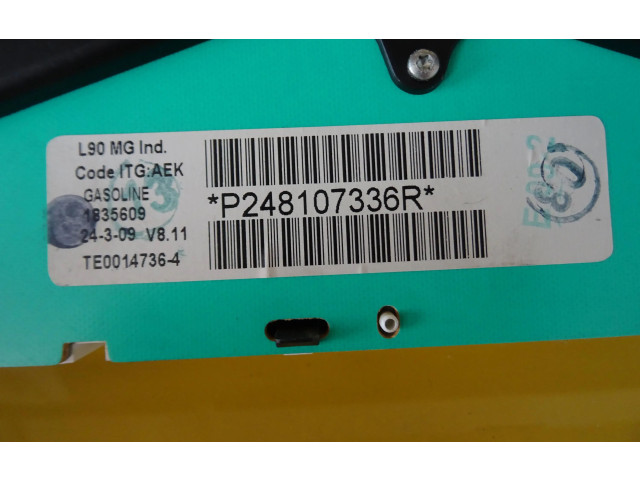 L90 MG Ind.
Code ITG:AEK
GASOLINE
1835609
24-3-09 V8.11
TE0014736-4
*P248107336R*